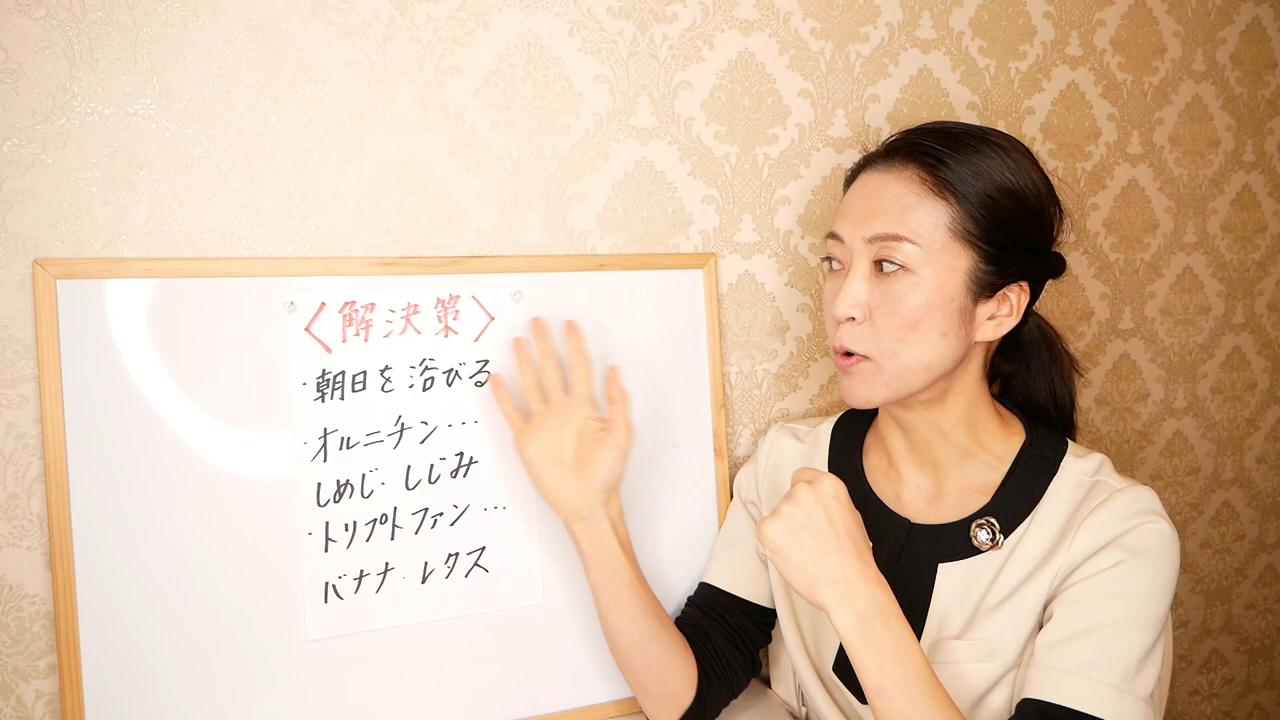 〈解決策〉
・朝日を浴びる
・オルニチン…
しめじ・しじみ
・トリプトファン…
バナナ・レタス